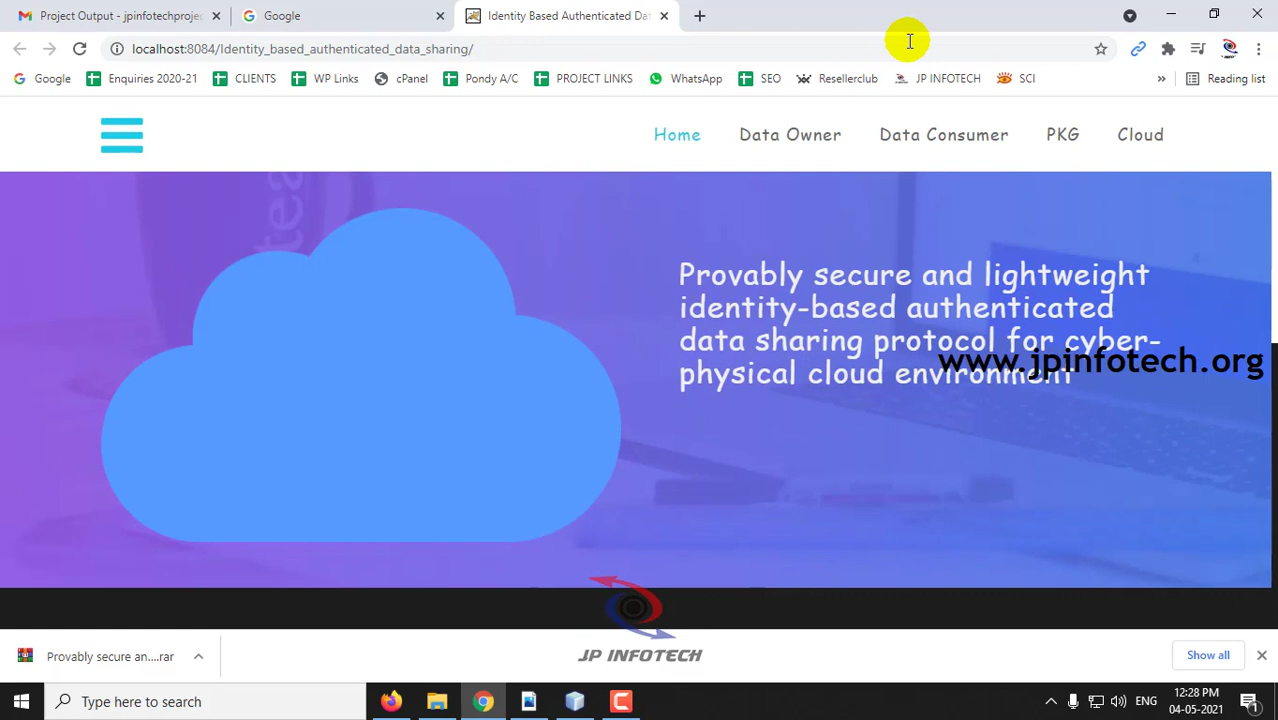 Project Output - jpinfotechprojec
Google
Identity Based Authenticated Dat
localhost:8084/Identity_based_authenticated_data_sharing/
Google
Enquiries 2020-21
CLIENTS
WP Links
cPanel
Pondy A/C
PROJECT LINKS
WhatsApp
SEO
Resellerclub
JP INFOTECH
SCI
»
Reading list
Home
Data Owner
Data Consumer
PKG
Cloud
Provably secure and lightweight
identity-based authenticated
data sharing protocol for cyber-
physical cloud environment
www.jpinfotech.org
Provably secure an....rar
JP INFOTECH
Show all
Type here to search
ENG
12:28 PM
04-05-2021
1